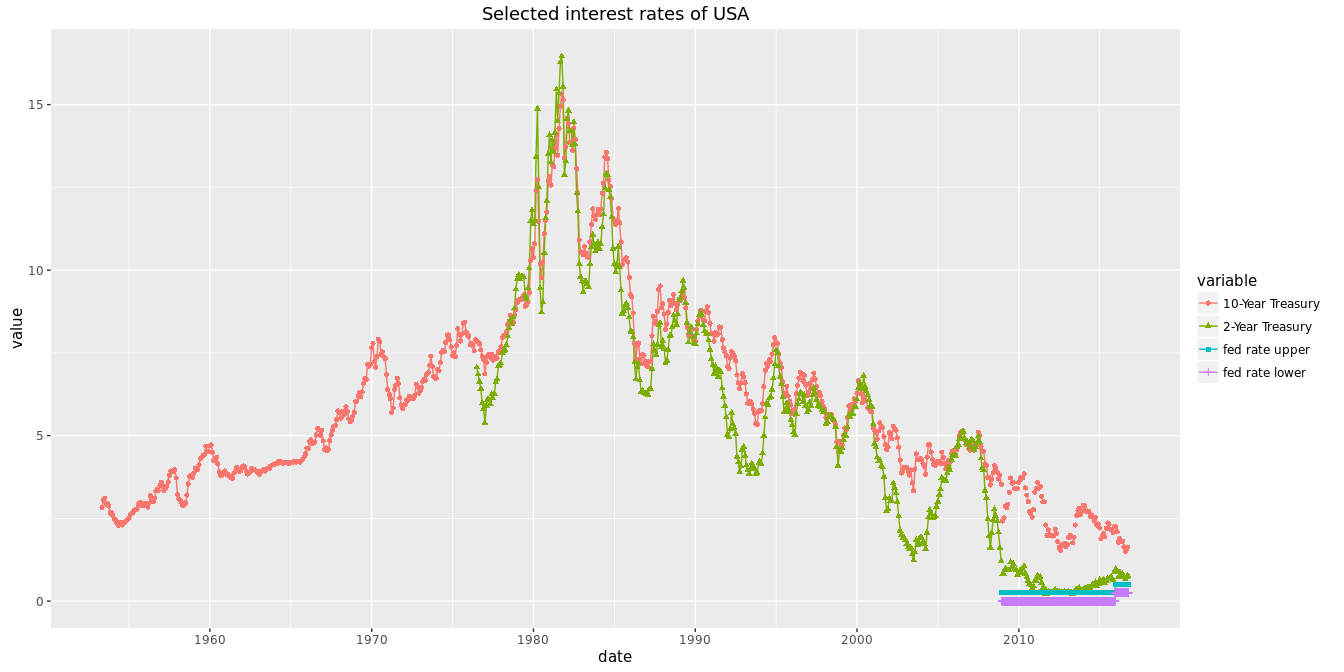 Selected interest rates of USA
value
15
10
5
0
1960 1970 1980 1990 2000 2010
date
variable
10-Year Treasury
2-Year Treasury
fed rate upper
fed rate lower